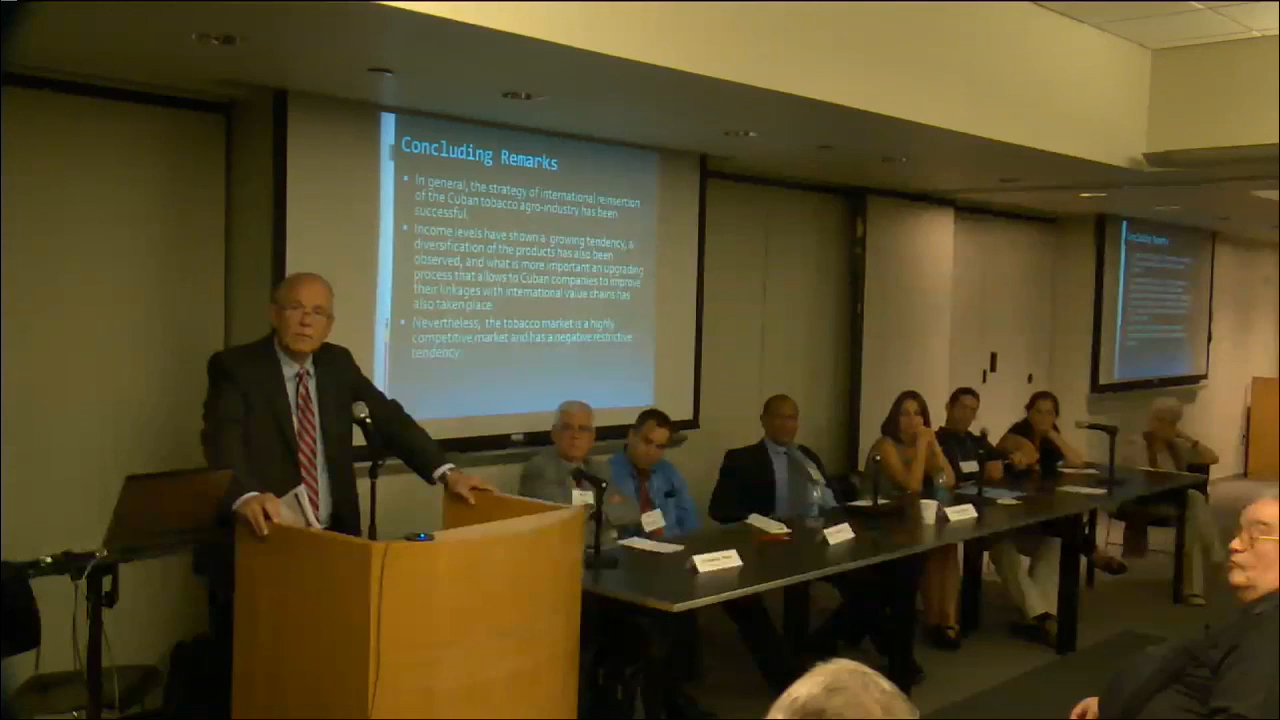 Concluding Remarks
In general, the strategy of international reinsertion
of the Cuban tobacco agro-industry has been
successful.
Income levels have shown a growing tendency, a
diversification of the products has also been
observed, and what is more important an upgrading
process that allows to Cuban companies to improve
their linkages with international value chains has
also taken place.
Nevertheless, the tobacco market is a highly
competitive market and has a negative restrictive
tendency
Concluding Remarks